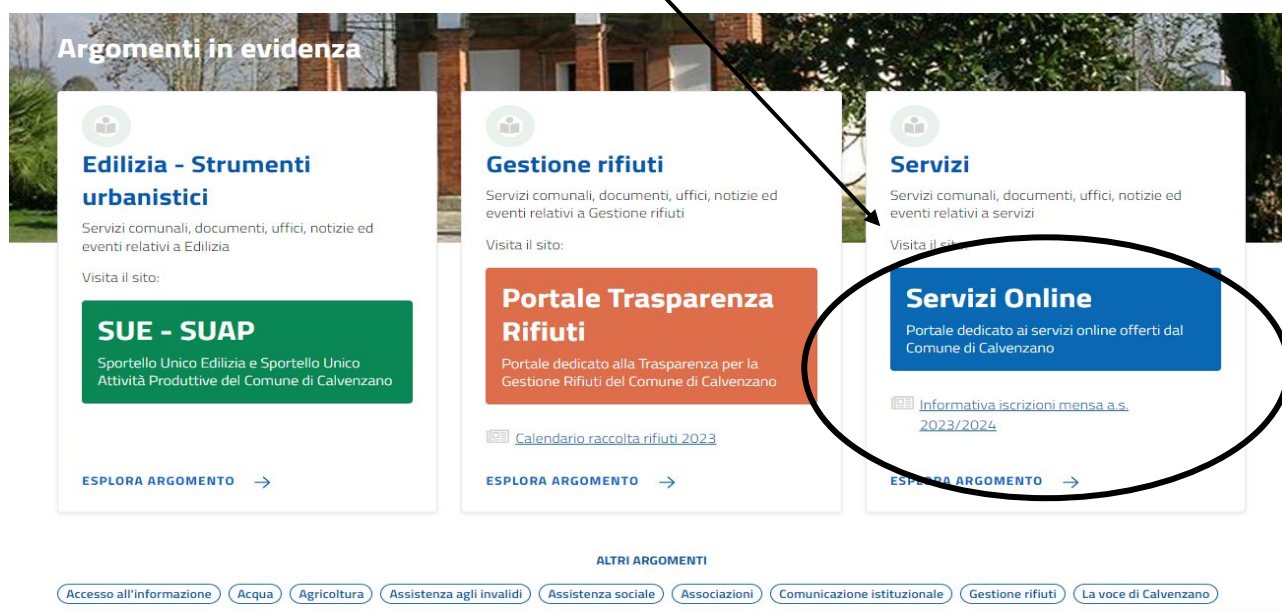 Argomenti in evidenza
Edilizia - Strumenti
urbanistici
Servizi comunali, documenti, uffici, notizie ed
eventi relativi a Edilizia
Visita il sito:
SUE - SUAP
Sportello Unico Edilizia e Sportello Unico
Attività Produttive del Comune di Calvenzano
ESPLORA ARGOMENTO
Gestione rifiuti
Servizi comunali, documenti, uffici, notizie ed
eventi relativi a Gestione rifiuti
Visita il sito:
Portale Trasparenza
Rifiuti
Portale dedicato alla Trasparenza per la
Gestione Rifiuti del Comune di Calvenzano
Calendario raccolta rifiuti 2023
ESPLORA ARGOMENTO
Servizi
Servizi comunali, documenti, uffici, notizie ed
eventi relativi a servizi
Visita il sito:
Servizi Online
Portale dedicato ai servizi online offerti dal
Comune di Calvenzano
Informativa iscrizioni mensa a.s.
2023/2024
ESPLORA ARGOMENTO
ALTRI ARGOMENTI
Accesso all'informazione Acqua Agricoltura Assistenza agli invalidi Assistenza sociale Associazioni Comunicazione istituzionale Gestione rifiuti La voce di Calvenzano